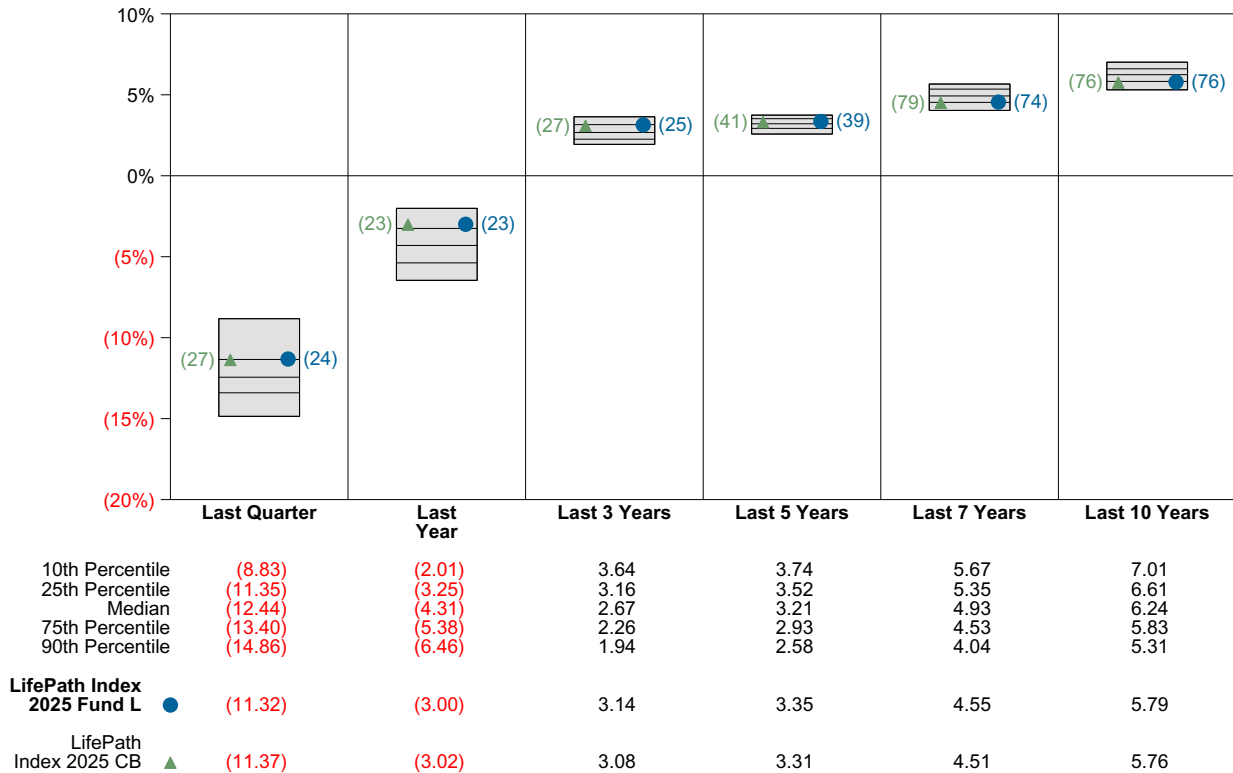 10%
(76) (76)
5%
(79) (74)
(27) (25) (41) (39)
0%
(23) (23)
(5%)
(10%)
(27) (24)
(15%)
(20%)
Last Quarter Last Year Last 3 Years Last 5 Years Last 7 Years Last 10 Years
10th Percentile (8.83) (2.01) 3.64 3.74 5.67 7.01
25th Percentile (11.35) (3.25) 3.16 3.52 5.35 6.61
Median (12.44) (4.31) 2.67 3.21 4.93 6.24
75th Percentile (13.40) (5.38) 2.26 2.93 4.53 5.83
90th Percentile (14.86) (6.46) 1.94 2.58 4.04 5.31
LifePath Index
2025 Fund L (11.32) (3.00) 3.14 3.35 4.55 5.79
LifePath
Index 2025 CB (11.37) (3.02) 3.08 3.31 4.51 5.76